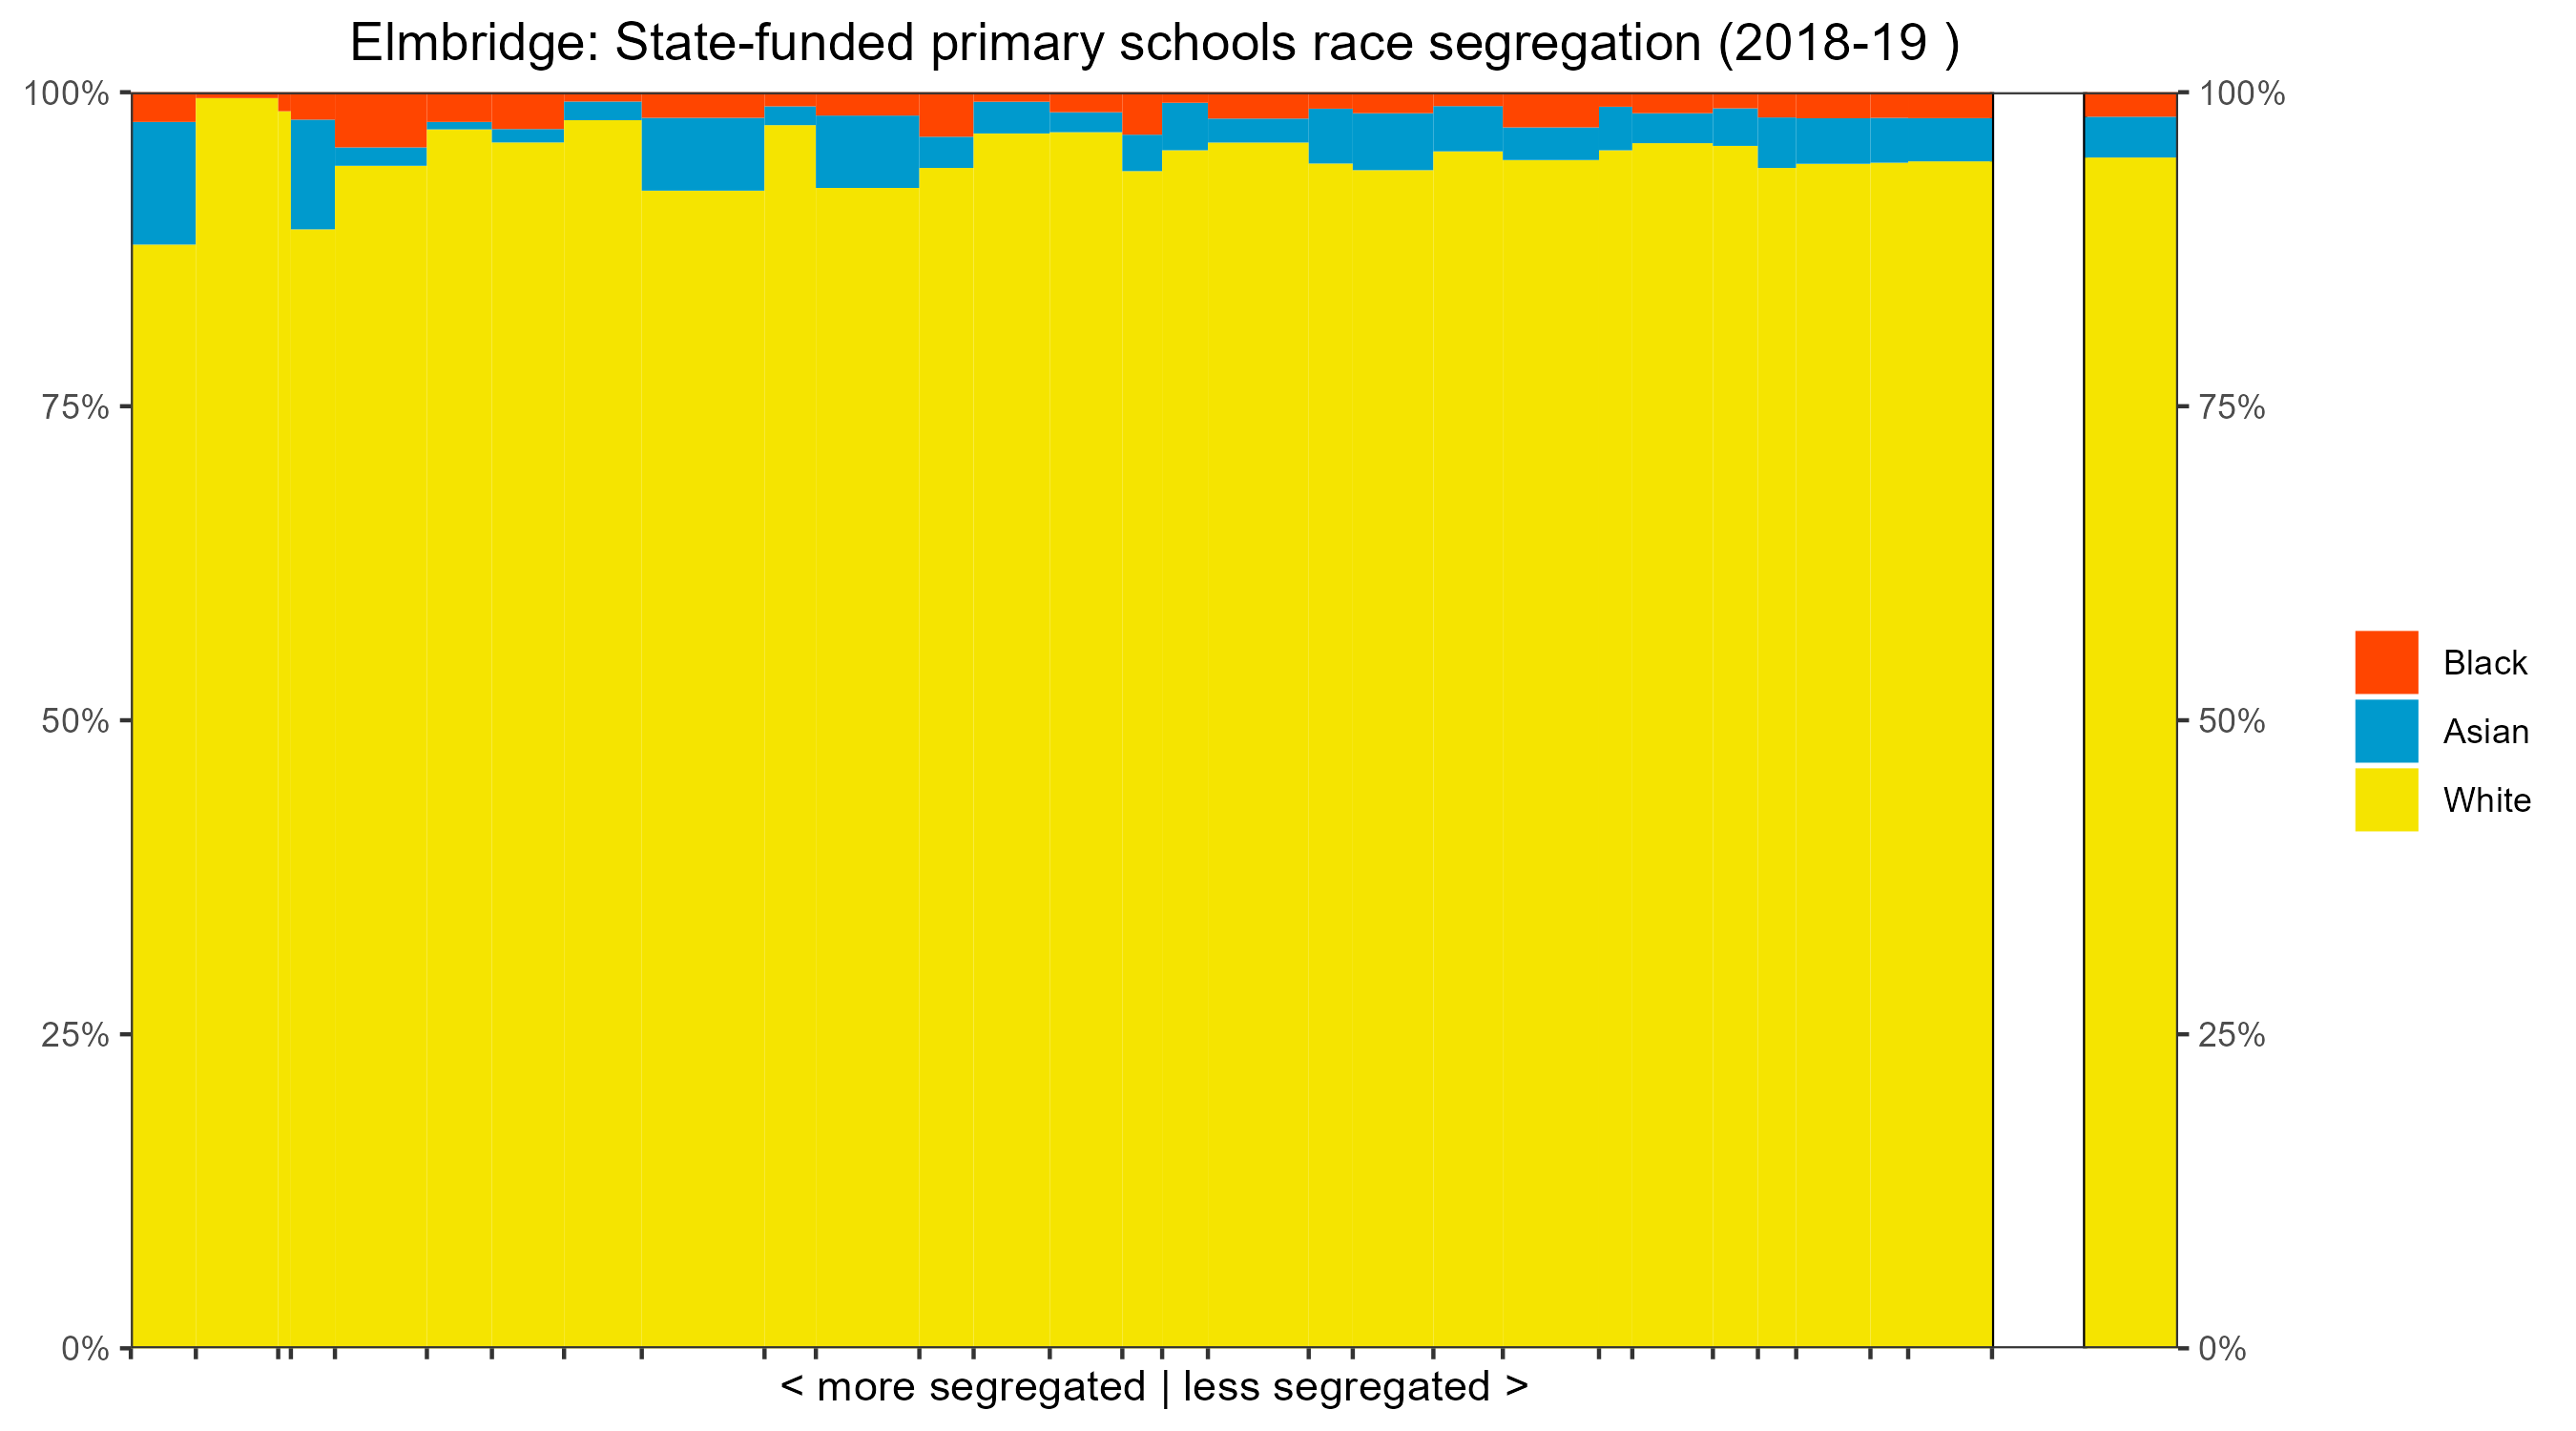 Elmbridge: State-funded primary schools race segregation (2018-19 )
100%
75%
50%
25%
0%
100%
75%
50%
25%
0%
Black
Asian
White
< more segregated | less segregated >